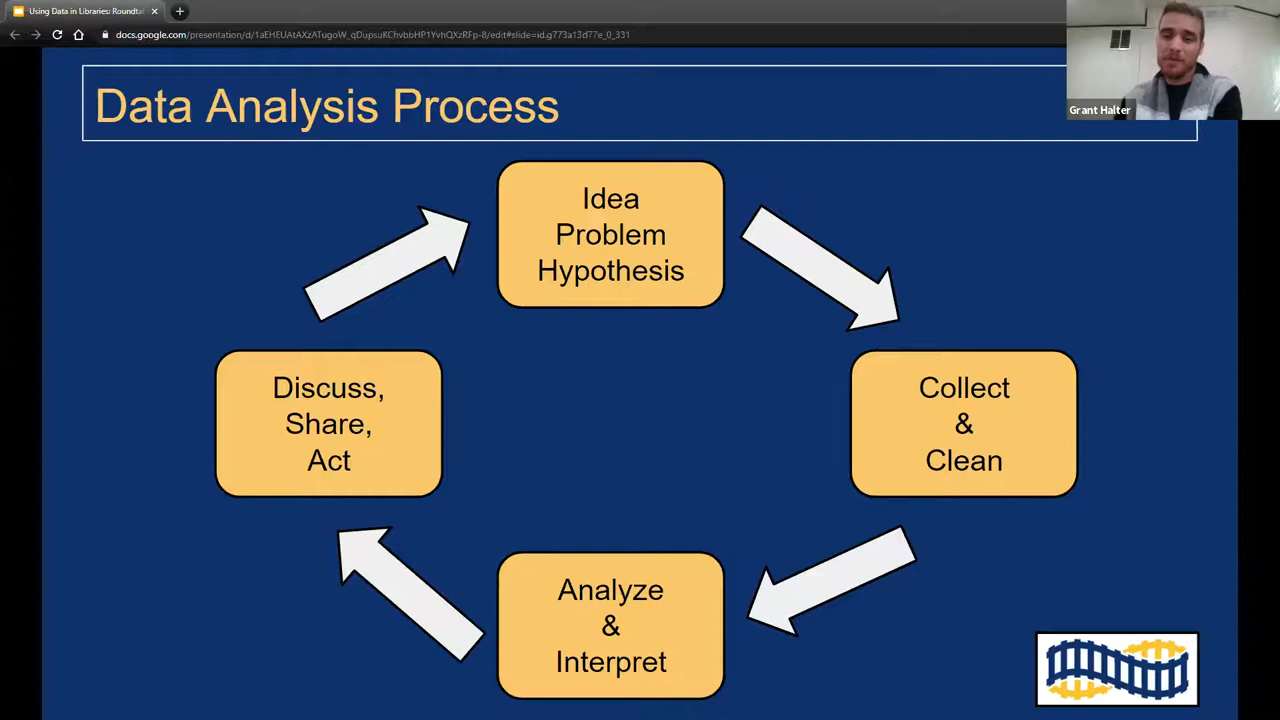 Using Data in Libraries: Roundta
docs.google.com/presentation/d/1aEHEUAtAXzATugoW_qDupsuKChvbbHP1YvhQXzRFp-8/edit#slide=id.g773a13d77e_0_331
Grant Halter
Data Analysis Process
Idea
Problem
Hypothesis
Discuss,
Share,
Act
Collect
&
Clean
Analyze
&
Interpret